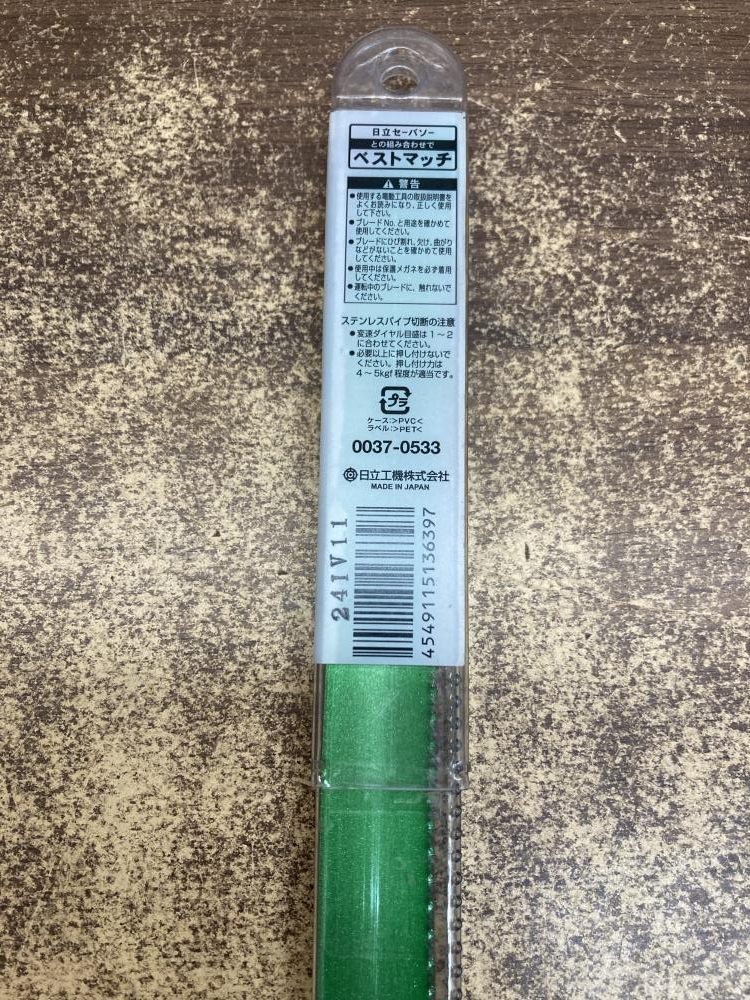 日立セーバソー
との組み合わせで
ベストマッチ
⚠ 警告
●使用する電動工具の取扱説明書を
よくお読みになり、正しく使用
して下さい。
●ブレードNo.と用途を確かめて
使用してください。
●ブレードにひび割れ、欠け、曲がり
などがないことを確かめて使用
してください。
●使用中は保護メガネを必ず着用
してください。
●運転中のブレードに、触れないで
ください。
ステンレスパイプ切断の注意
●変速ダイヤル目盛は1～2
に合わせてください。
●必要以上に押し付けないで
ください。押し付け力は
4～5kgf程度が適当です。
プラ
ケース:>PVC<
ラベル:>PET<
0037-0533
日立工機株式会社
MADE IN JAPAN
24IV11
4549115136397